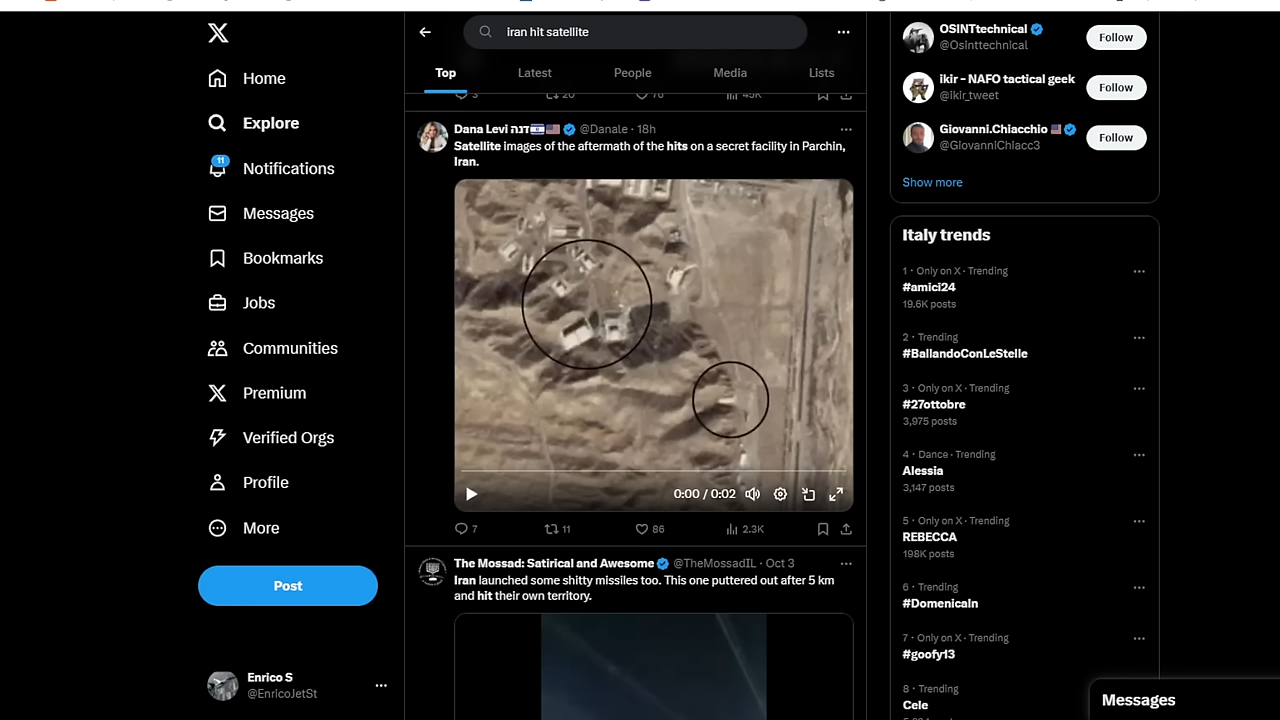 iran hit satellite
Top
Latest
People
Media
Lists
Home
Explore
11
Notifications
Messages
Bookmarks
Jobs
Communities
Premium
Verified Orgs
Profile
More
Post
Enrico S
@EnricoJetSt
3
20
76
45K
Dana Levi דנה🇮🇱🇺🇸 @Danale · 18h
Satellite images of the aftermath of the hits on a secret facility in Parchin,
Iran.
0:00 / 0:02
7
11
86
2.3K
The Mossad: Satirical and Awesome @TheMossadIL · Oct 3
Iran launched some shitty missiles too. This one puttered out after 5 km
and hit their own territory.
OSINTtechnical
@Osinttechnical
Follow
ikir - NAFO tactical geek
@ikir_tweet
Follow
Giovanni.Chiacchio 🇺🇸
@GiovanniChiacc3
Follow
Show more
Italy trends
1 · Only on X · Trending
#amici24
19.6K posts
2 · Trending
#BallandoConLeStelle
3 · Only on X · Trending
#27ottobre
3,975 posts
4 · Dance · Trending
Alessia
3,147 posts
5 · Only on X · Trending
REBECCA
198K posts
6 · Trending
#DomenicaIn
7 · Only on X · Trending
#goofy13
8 · Trending
Cele
Messages